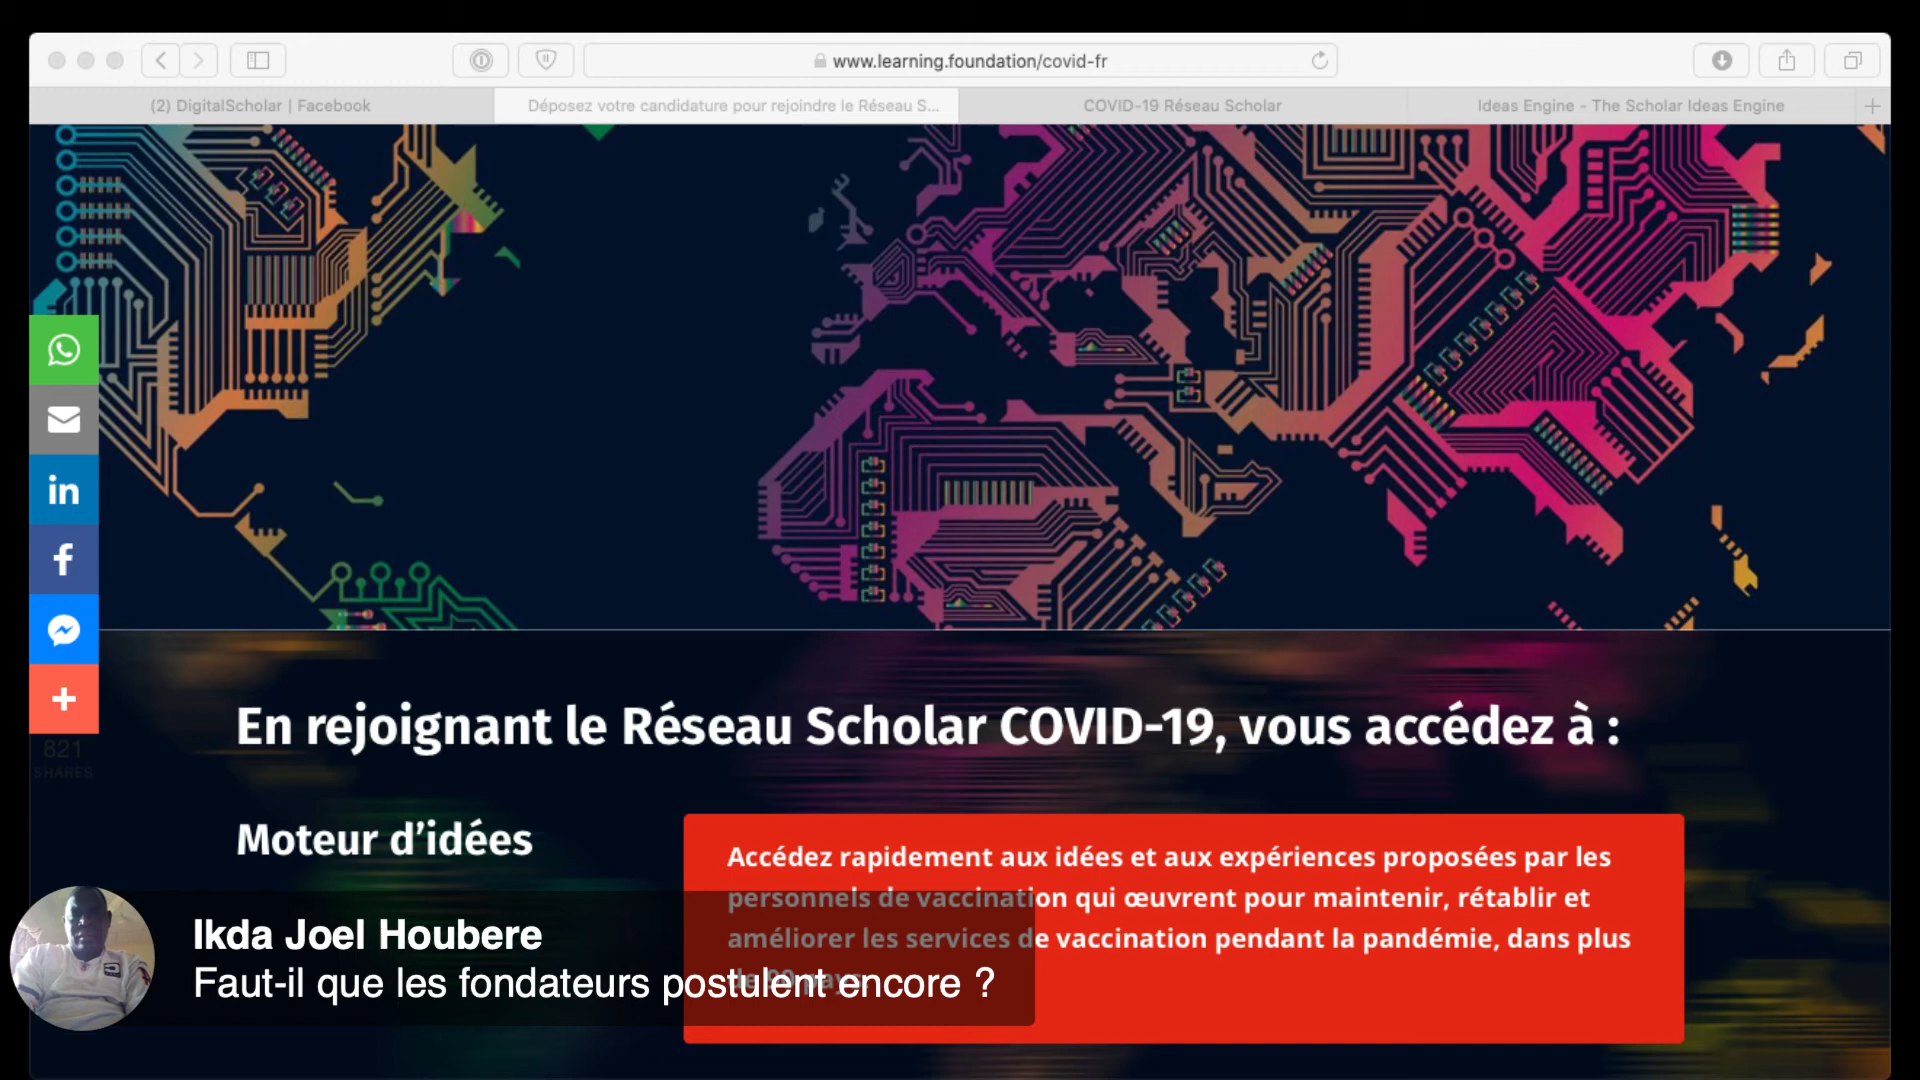 www.learning.foundation/covid-fr
(2) DigitalScholar | Facebook
Déposez votre candidature pour rejoindre le Réseau S...
COVID-19 Réseau Scholar
Ideas Engine - The Scholar Ideas Engine
in
f
821
SHARES
En rejoignant le Réseau Scholar COVID-19, vous accédez à :
Moteur d'idées
Accédez rapidement aux idées et aux expériences proposées par les
personnels de vaccination qui œuvrent pour maintenir, rétablir et
améliorer les services de vaccination pendant la pandémie, dans plus
Ikda Joel Houbere
Faut-il que les fondateurs postulent encore ?